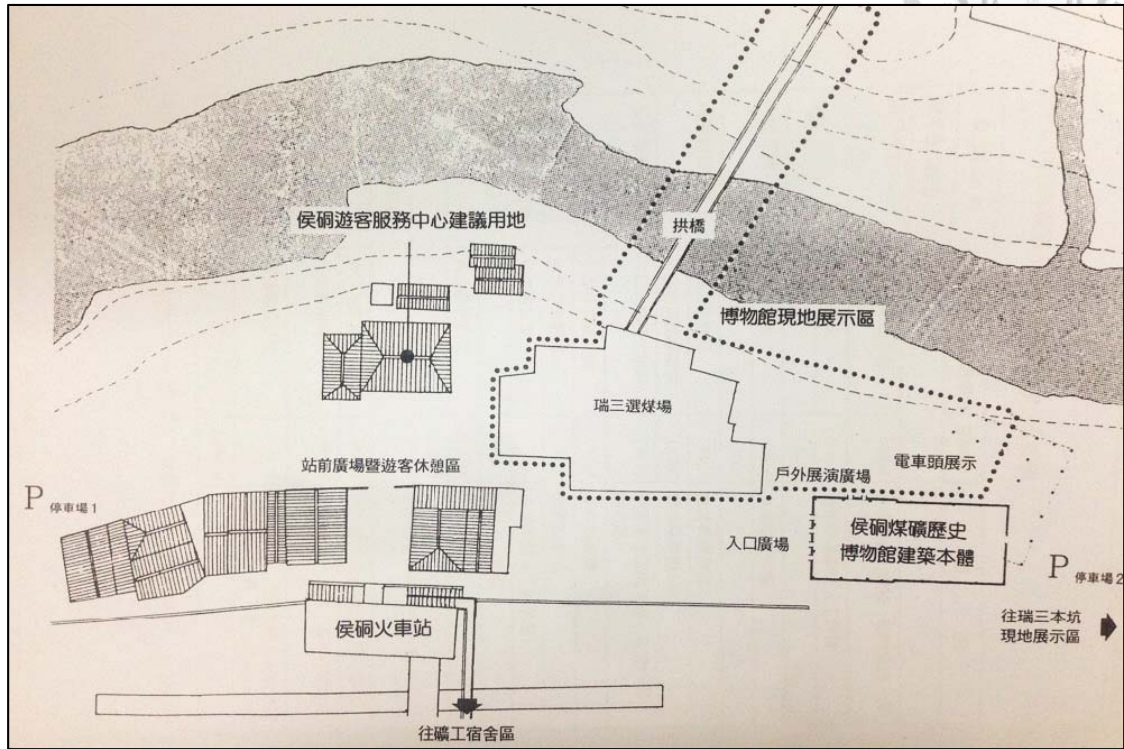 拱橋
侯硐遊客服務中心建議用地
博物館現地展示區
瑞三選煤場
電車頭展示
站前廣場暨遊客休憩區
戶外展演廣場
P 停車場1
入口廣場
侯硐煤礦歷史
博物館建築本體
P 停車場2
往瑞三本坑
現地展示區
侯硐火車站
往礦工宿舍區